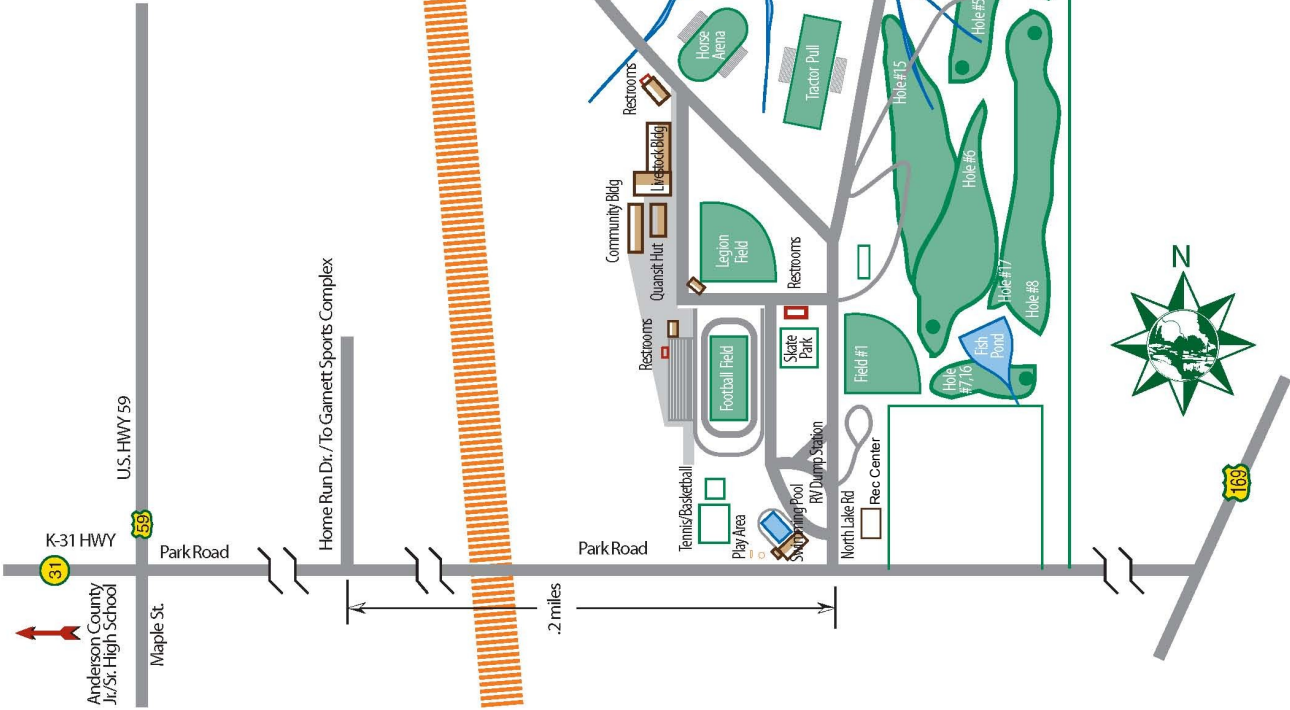 K-31 HWY
31
Anderson County
Jr./Sr. High School
59
U.S. HWY 59
Park Road
Maple St.
Home Run Dr. / To Garnett Sports Complex
Park Road
.2 miles
Restrooms
Horse
Arena
Tractor Pull
Community Bldg
Livestock Bldg
Quansit Hut
Legion
Field
Restrooms
Restrooms
Football Field
Skate
Park
Tennis/Basketball
Play Area
Swimming Pool
RV Dump Station
North Lake Rd
Rec Center
Field #1
Hole #15
Hole #5
Hole #6
Hole #17
Hole #8
Hole
#7,16
Fish
Pond
N
169